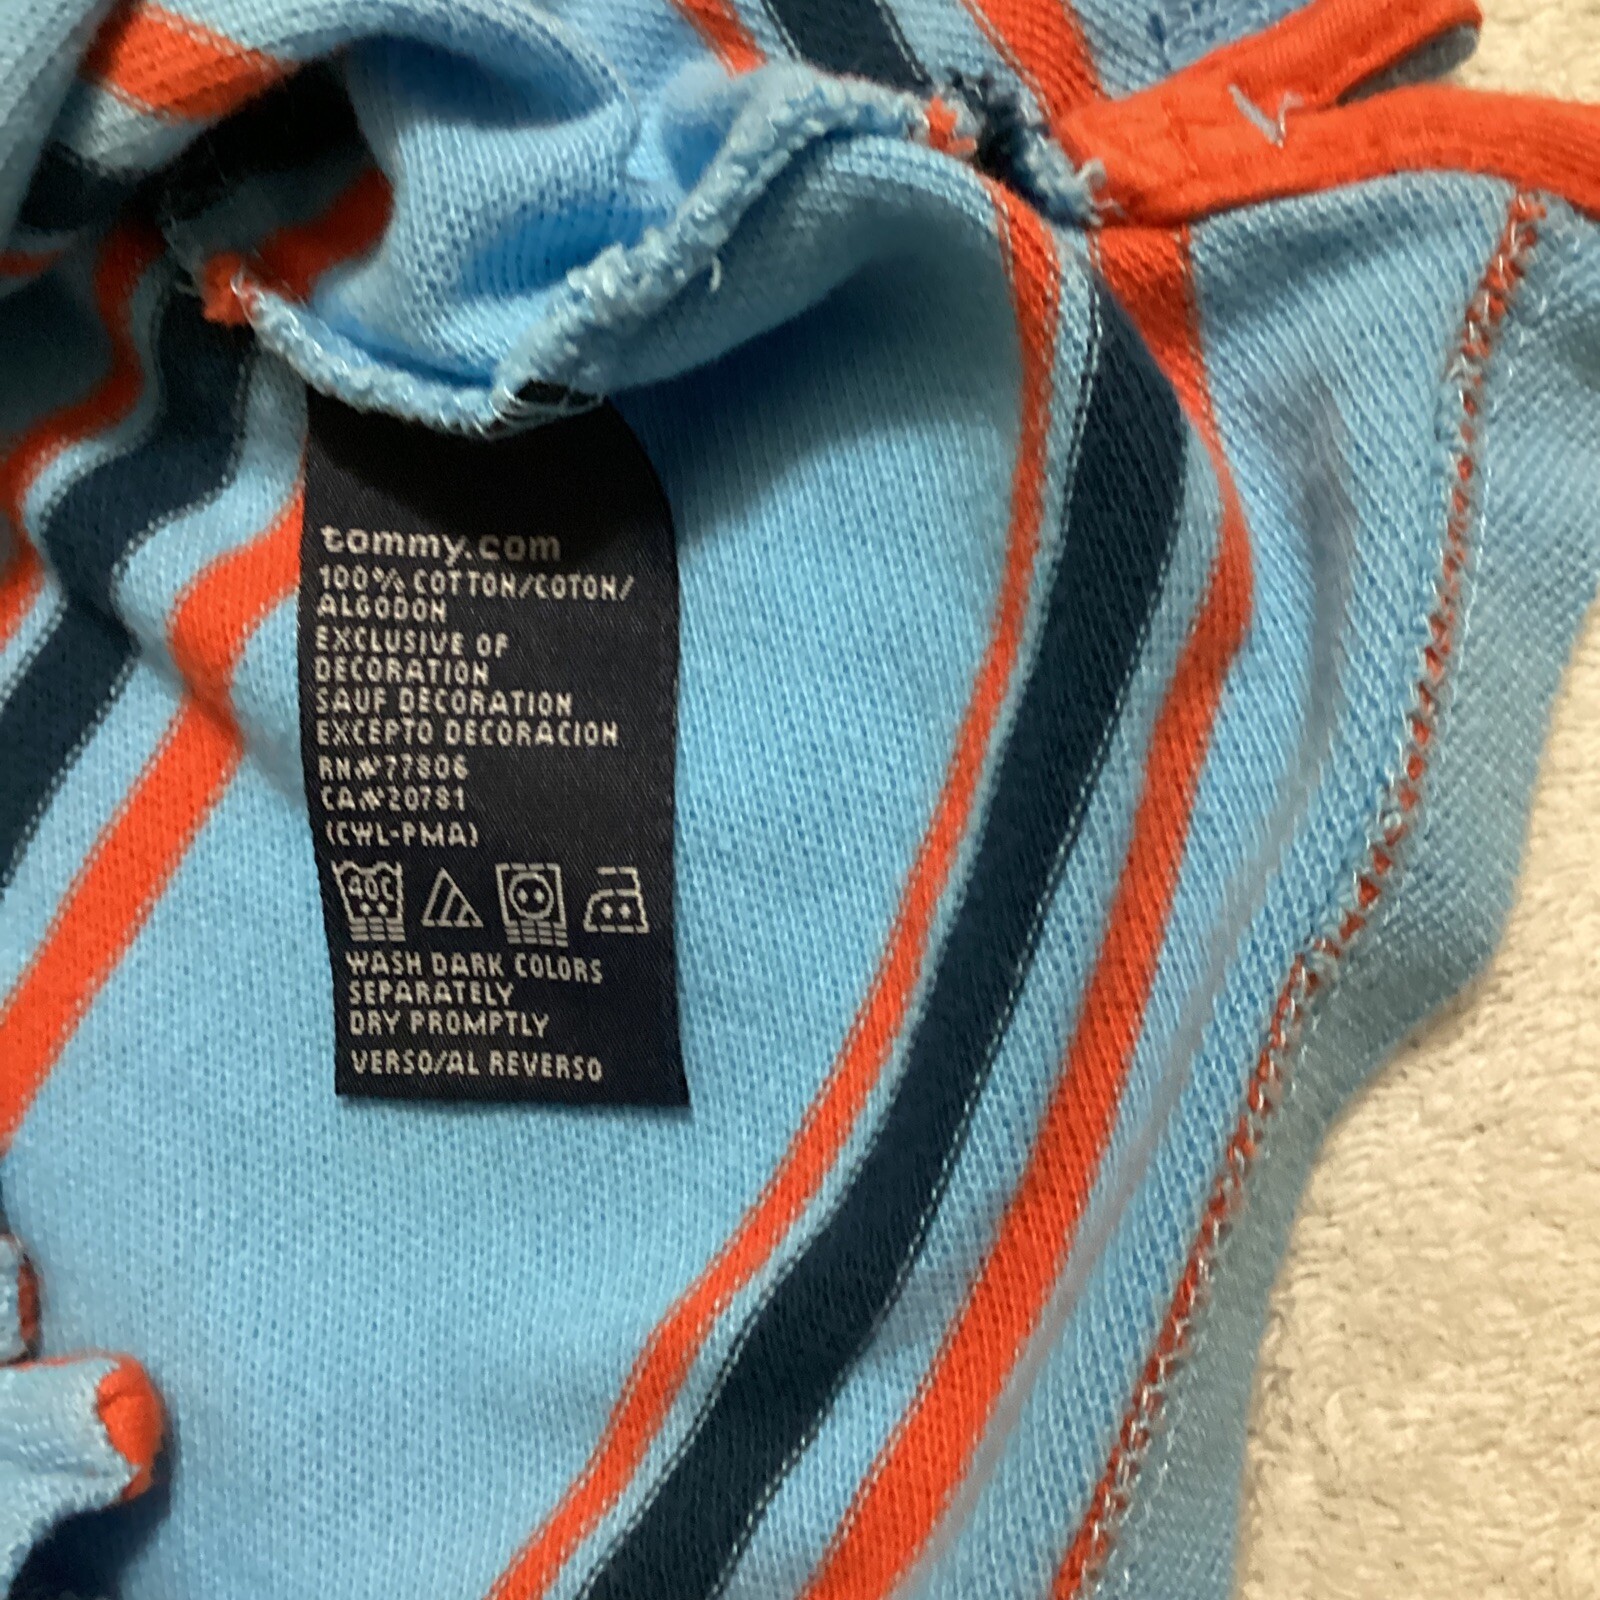 tommy.com
100% COTTON/COTON/
ALGODON
EXCLUSIVE OF
DECORATION
SAUF DECORATION
EXCEPTO DECORACION
RN#77806
CA#20781
(CWL-PMA)
40C
WASH DARK COLORS
SEPARATELY
DRY PROMPTLY
VERSO/AL REVERSO